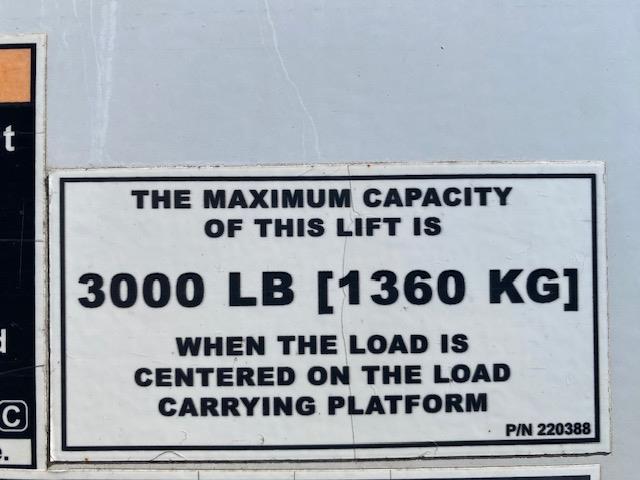 t
THE MAXIMUM CAPACITY
OF THIS LIFT IS
3000 LB [1360 KG]
WHEN THE LOAD IS
CENTERED ON THE LOAD
CARRYING PLATFORM
P/N 220388
d
C
e.